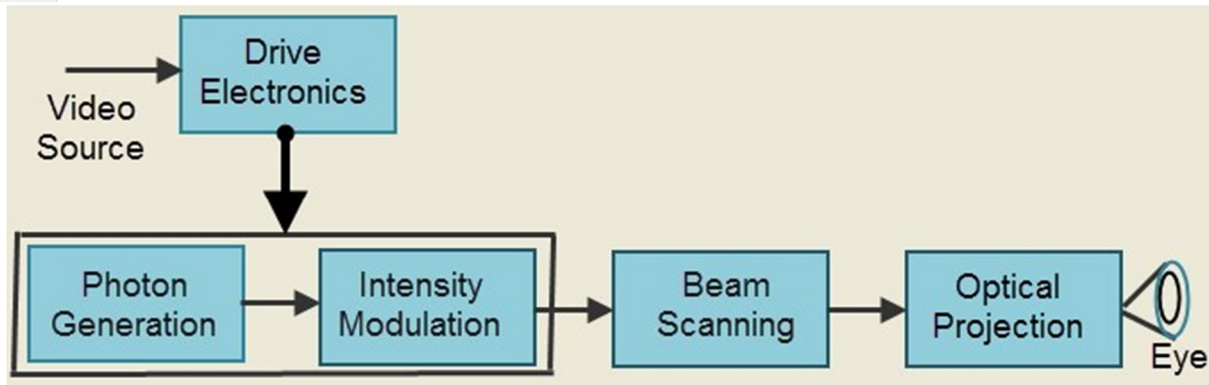 Drive
Electronics
Video
Source
Photon
Generation
Intensity
Modulation
Beam
Scanning
Optical
Projection
Eye